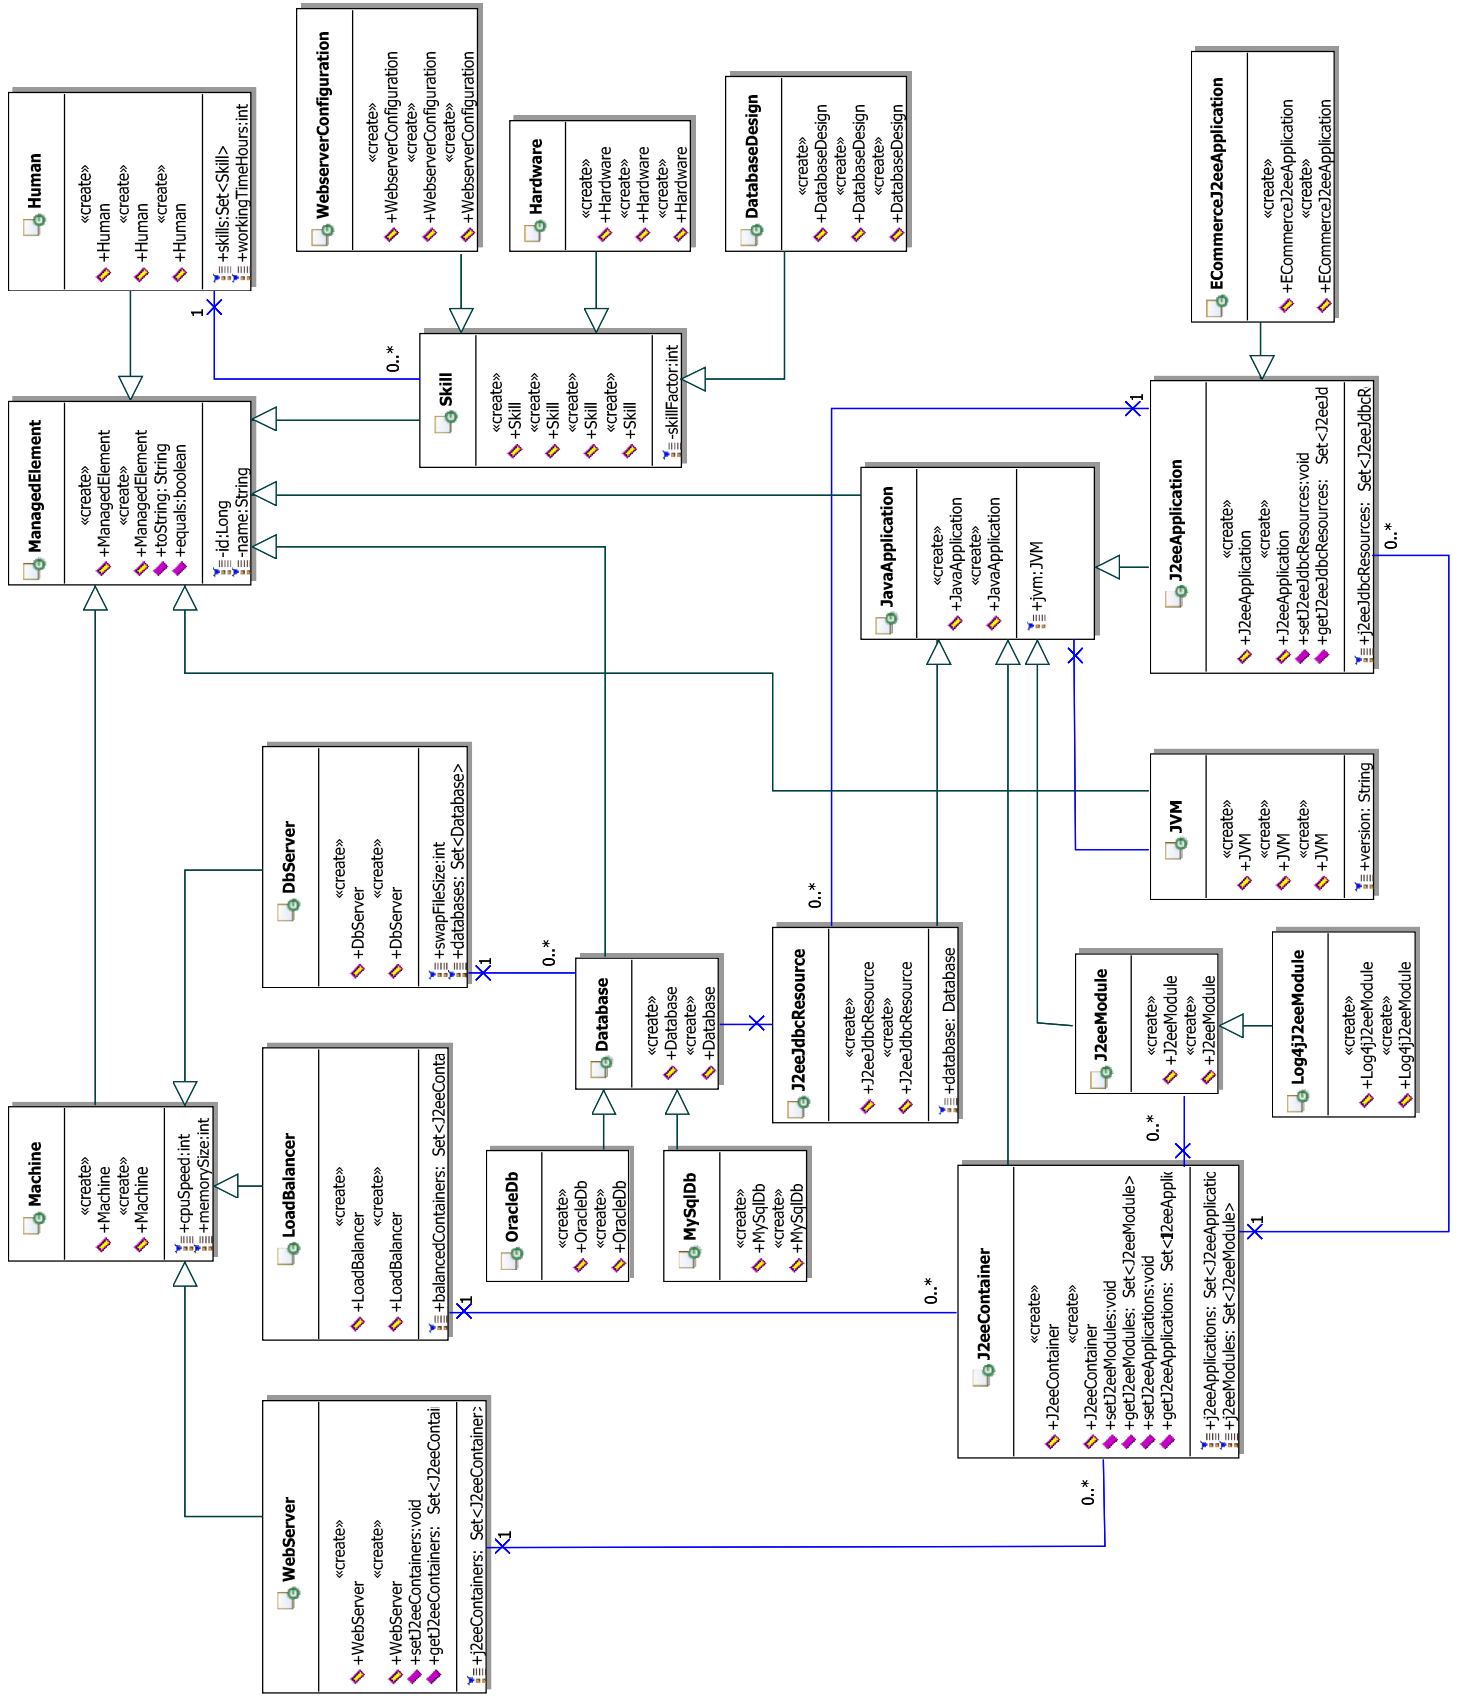 Machine
«create»
+Machine
«create»
+Machine
+cpuSpeed:int
+memorySize:int
ManagedElement
«create»
+ManagedElement
«create»
+ManagedElement
+toString: String
+equals:boolean
-id:Long
-name:String
Human
«create»
+Human
«create»
+Human
«create»
+Human
+skills:Set<Skill>
+workingTimeHours:int
1
0..*
WebServer
«create»
+WebServer
«create»
+WebServer
+setJ2eeContainers:void
+getJ2eeContainers: Set<J2eeContai
+j2eeContainers: Set<J2eeContainer>
1
LoadBalancer
«create»
+LoadBalancer
«create»
+LoadBalancer
+balancedContainers: Set<J2eeConta
1
DbServer
«create»
+DbServer
«create»
+DbServer
+swapFileSize:int
+databases: Set<Database>
1
0..*
WebserverConfiguration
«create»
+WebserverConfiguration
«create»
+WebserverConfiguration
«create»
+WebserverConfiguration
Skill
«create»
+Skill
«create»
+Skill
«create»
+Skill
«create»
+Skill
-skillFactor:int
Hardware
«create»
+Hardware
«create»
+Hardware
«create»
+Hardware
OracleDb
«create»
+OracleDb
«create»
+OracleDb
Database
«create»
+Database
«create»
+Database
MySqlDb
«create»
+MySqlDb
«create»
+MySqlDb
DatabaseDesign
«create»
+DatabaseDesign
«create»
+DatabaseDesign
«create»
+DatabaseDesign
J2eeJdbcResource
«create»
+J2eeJdbcResource
«create»
+J2eeJdbcResource
+database: Database
0..*
1
JavaApplication
«create»
+JavaApplication
«create»
+JavaApplication
+jvm:JVM
0..*
J2eeContainer
«create»
+J2eeContainer
«create»
+J2eeContainer
+setJ2eeModules:void
+getJ2eeModules: Set<J2eeModule>
+setJ2eeApplications:void
+getJ2eeApplications: Set<J2eeApplic
+j2eeApplications: Set<J2eeApplicatic
+j2eeModules: Set<J2eeModule>
0..*
1
1
0..*
J2eeModule
«create»
+J2eeModule
«create»
+J2eeModule
JVM
«create»
+JVM
«create»
+JVM
«create»
+JVM
+version: String
J2eeApplication
«create»
+J2eeApplication
«create»
+J2eeApplication
+setJ2eeJdbcResources:void
+getJ2eeJdbcResources: Set<J2eeJd
+j2eeJdbcResources: Set<J2eeJdbcR
0..*
ECommerceJ2eeApplication
«create»
+ECommerceJ2eeApplication
«create»
+ECommerceJ2eeApplication
Log4jJ2eeModule
«create»
+Log4jJ2eeModule
«create»
+Log4jJ2eeModule